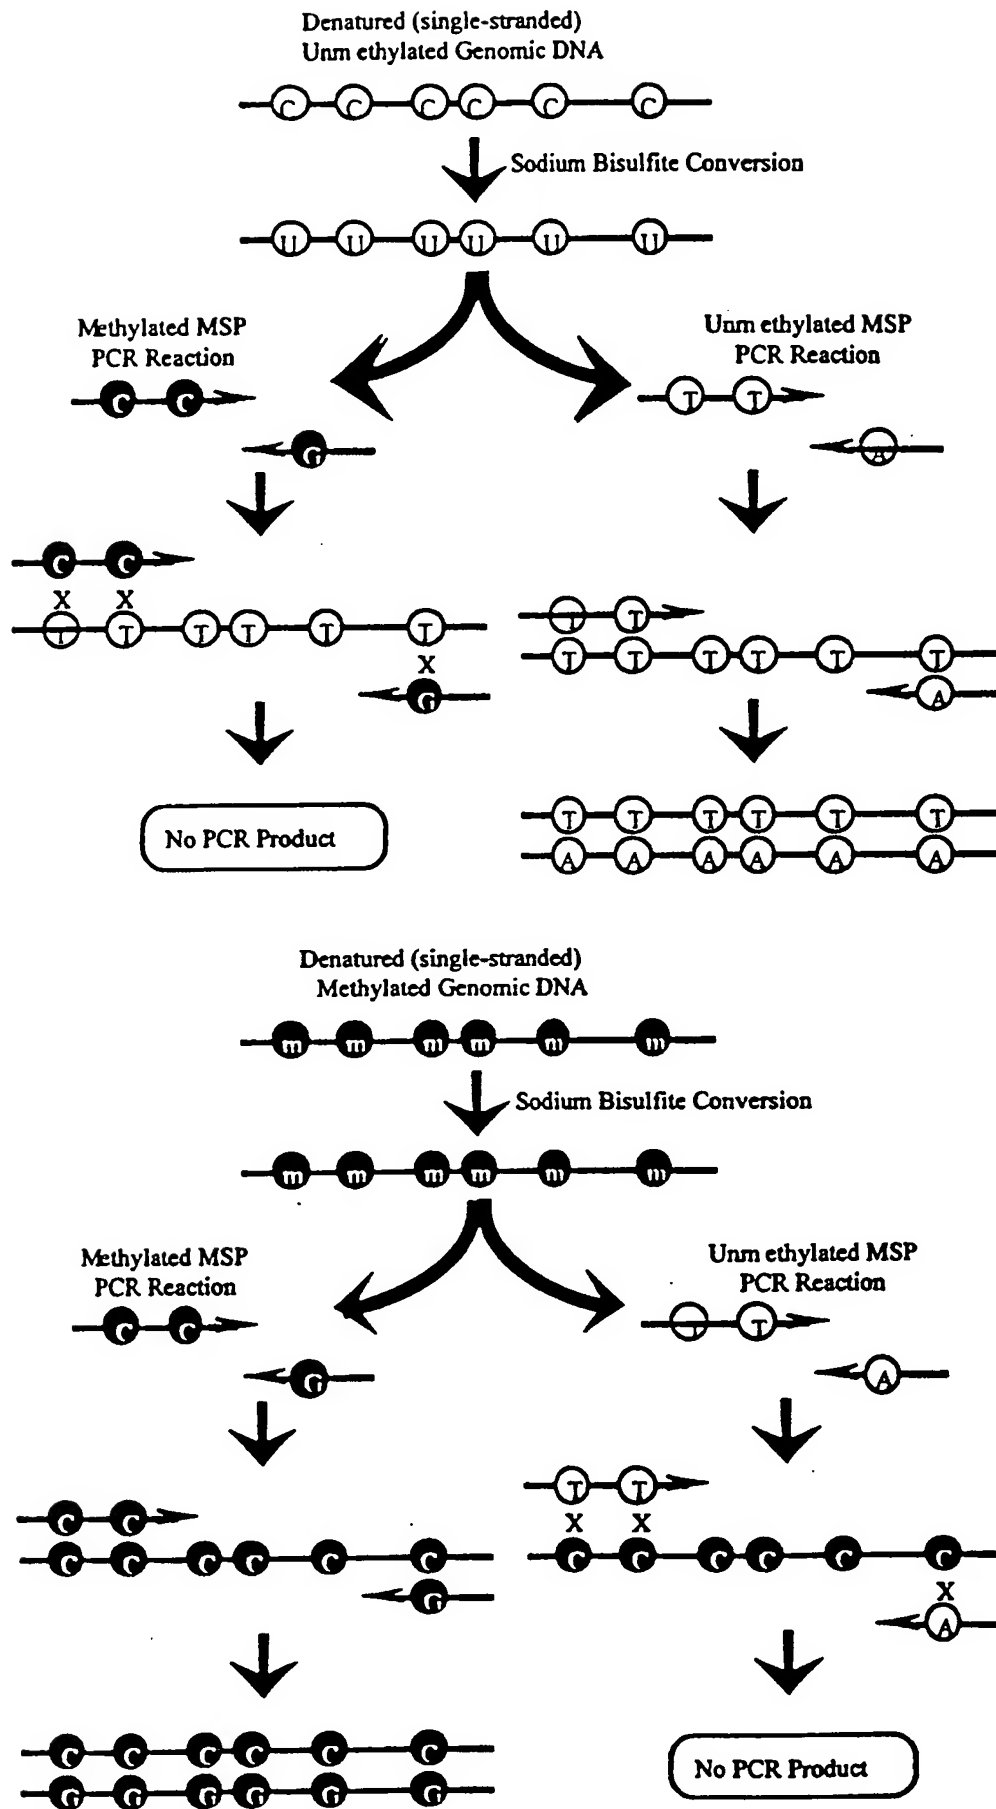 Denatured (single-stranded)
Unm ethylated Genomic DNA
C C C C C C
Sodium Bisulfite Conversion
U U U U U U
Methylated MSP
PCR Reaction
Unm ethylated MSP
PCR Reaction
C C
T T
G
A
C C
X X
T T T T T T
X
G
T T
T T T T T T
A
No PCR Product
T T T T T T
A A A A A A
Denatured (single-stranded)
Methylated Genomic DNA
m m m m m m
Sodium Bisulfite Conversion
m m m m m m
Methylated MSP
PCR Reaction
Unm ethylated MSP
PCR Reaction
C C
T T
G
A
C C
C C C C C C
G
T T
X X
C C C C C C
X
A
C C C C C C
G G G G G G
No PCR Product